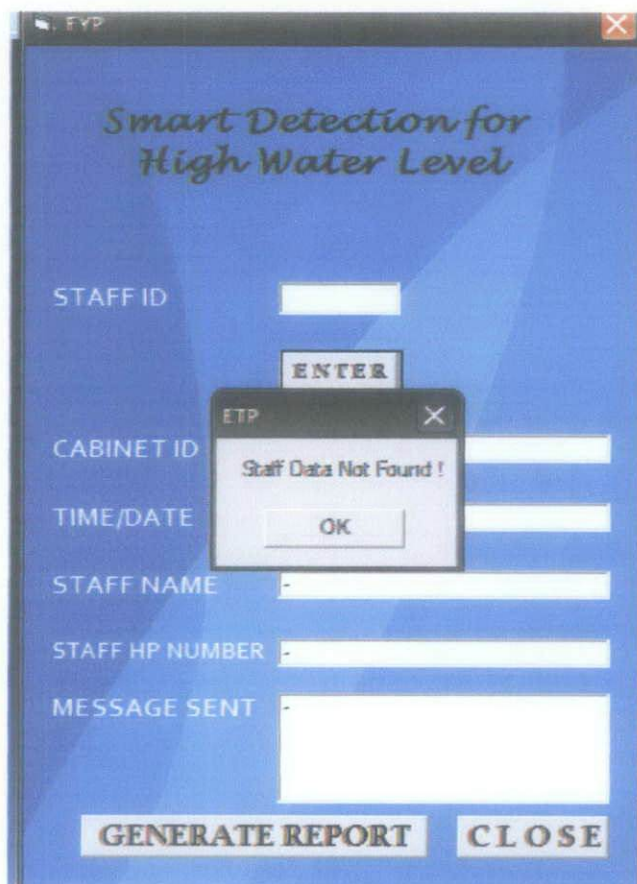 FYP
Smart Detection for
High Water Level
STAFF ID
ENTER
ETP
CABINET ID
Staff Data Not Found !
TIME/DATE
OK
STAFF NAME
-
STAFF HP NUMBER
-
MESSAGE SENT
-
GENERATE REPORT
CLOSE